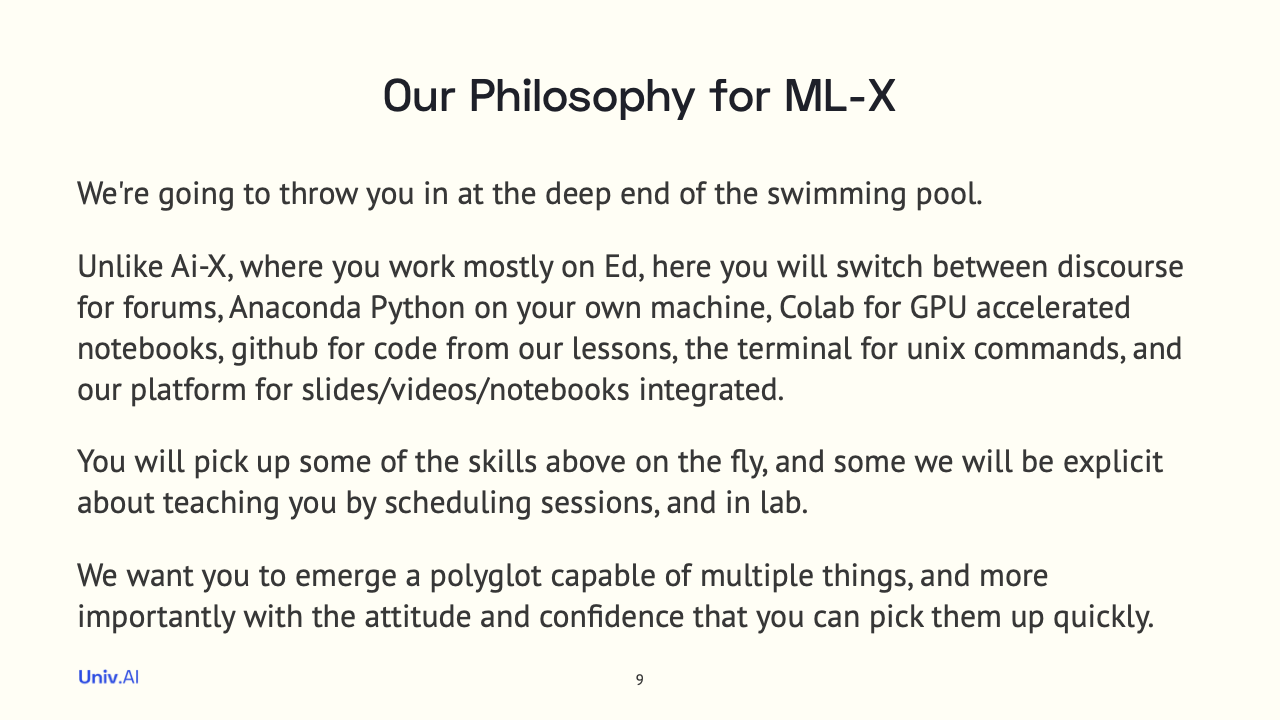 Our Philosophy for ML-X
We're going to throw you in at the deep end of the swimming pool.
Unlike Ai-X, where you work mostly on Ed, here you will switch between discourse
for forums, Anaconda Python on your own machine, Colab for GPU accelerated
notebooks, github for code from our lessons, the terminal for unix commands, and
our platform for slides/videos/notebooks integrated.
You will pick up some of the skills above on the fly, and some we will be explicit
about teaching you by scheduling sessions, and in lab.
We want you to emerge a polyglot capable of multiple things, and more
importantly with the attitude and confidence that you can pick them up quickly.
Univ.AI
9